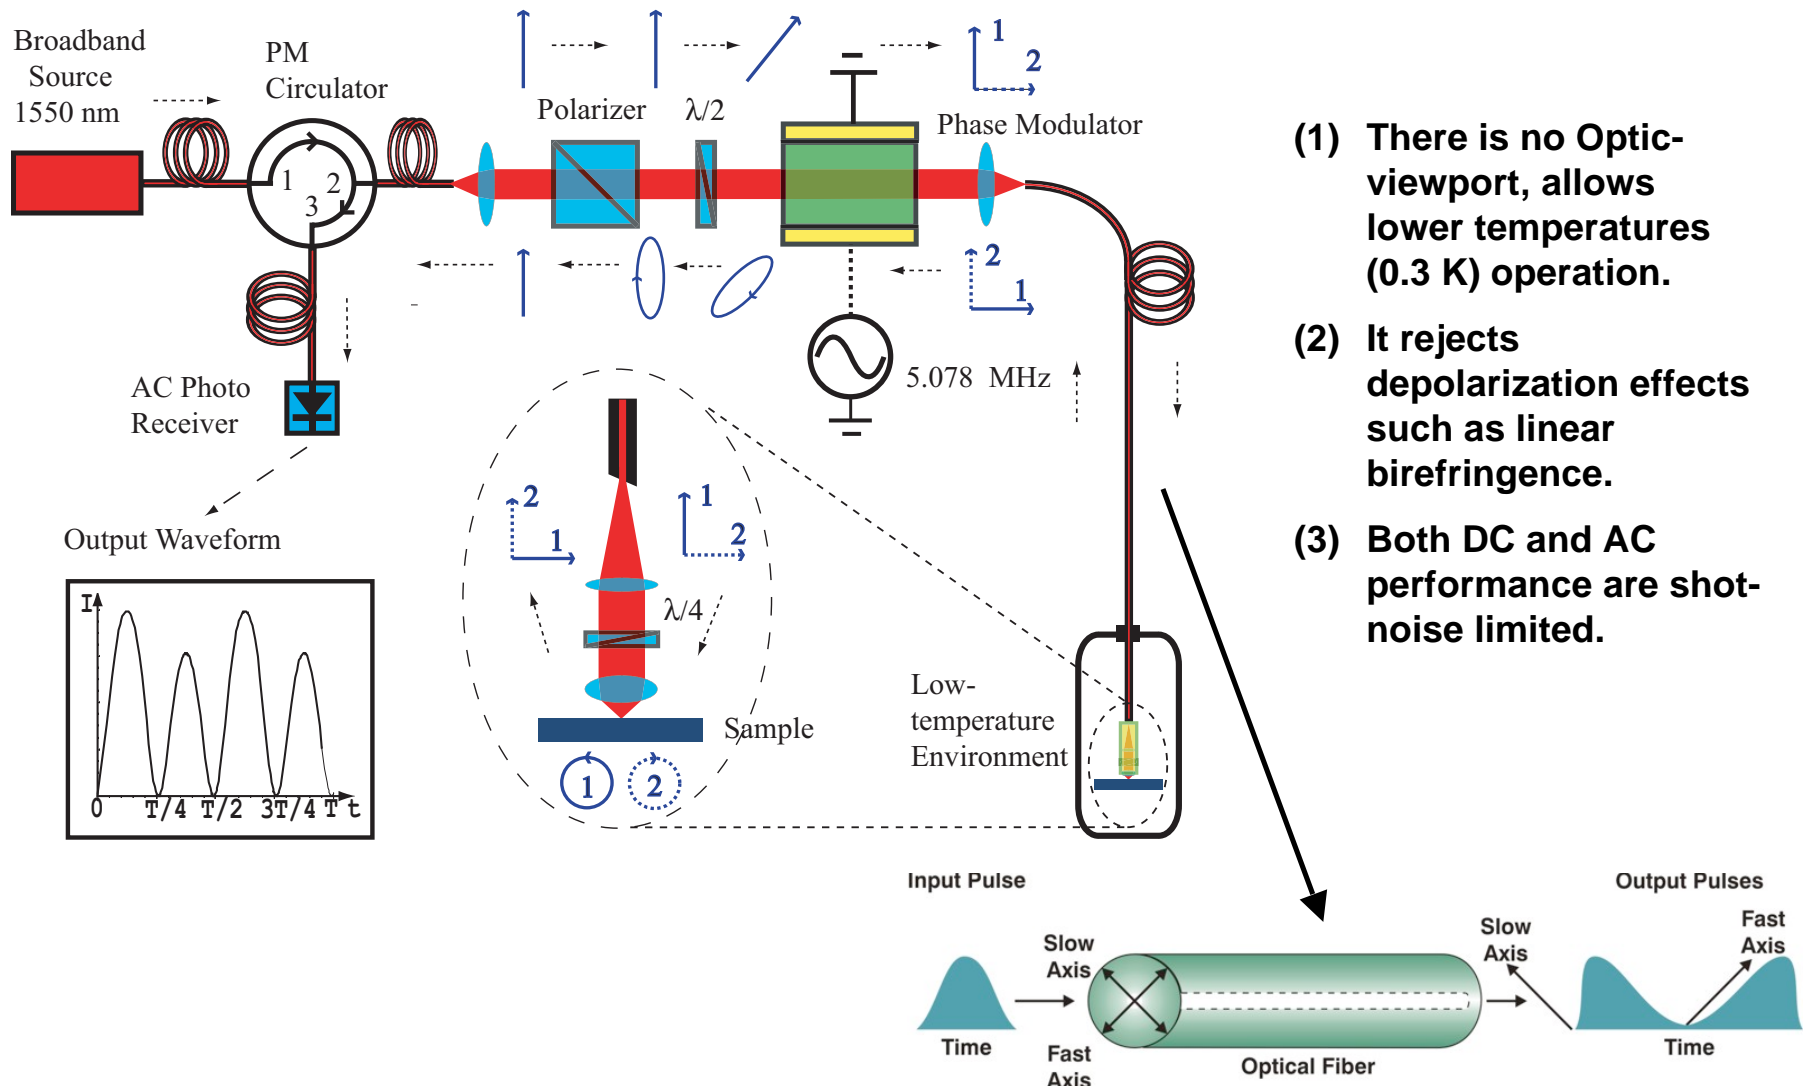 Broadband
Source
1550 nm
PM
Circulator
1
2
3
Polarizer
λ/2
1
2
Phase Modulator
2
1
5.078 MHz
AC Photo
Receiver
Output Waveform
I
0 T/4 T/2 3T/4 T t
2
1
1
2
λ/4
Sample
1 2
Low-
temperature
Environment
(1) There is no Optic-
viewport, allows
lower temperatures
(0.3 K) operation.
(2) It rejects
depolarization effects
such as linear
birefringence.
(3) Both DC and AC
performance are shot-
noise limited.
Input Pulse
Time
Slow
Axis
Fast
Axis
Optical Fiber
Output Pulses
Slow
Axis
Fast
Axis
Time